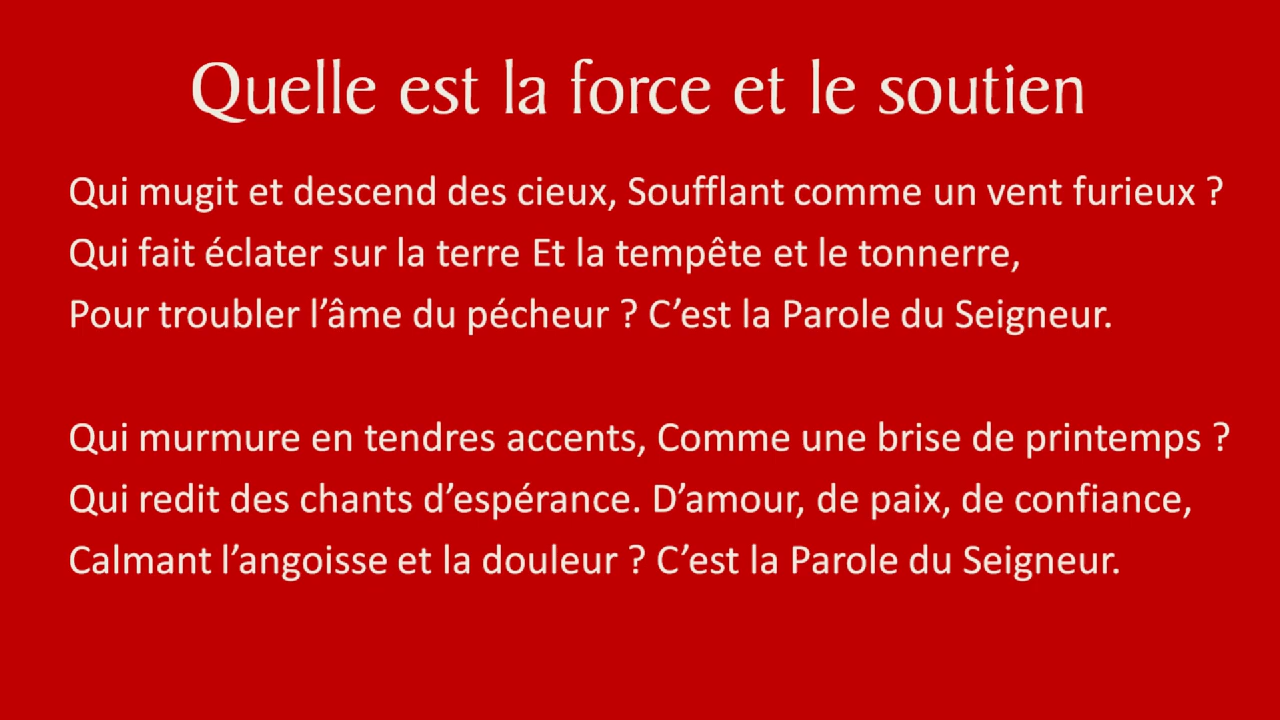 Quelle est la force et le soutien
Qui mugit et descend des cieux, Soufflant comme un vent furieux ?
Qui fait éclater sur la terre Et la tempête et le tonnerre,
Pour troubler l’âme du pécheur ? C’est la Parole du Seigneur.
Qui murmure en tendres accents, Comme une brise de printemps ?
Qui redit des chants d’espérance. D’amour, de paix, de confiance,
Calmant l’angoisse et la douleur ? C’est la Parole du Seigneur.